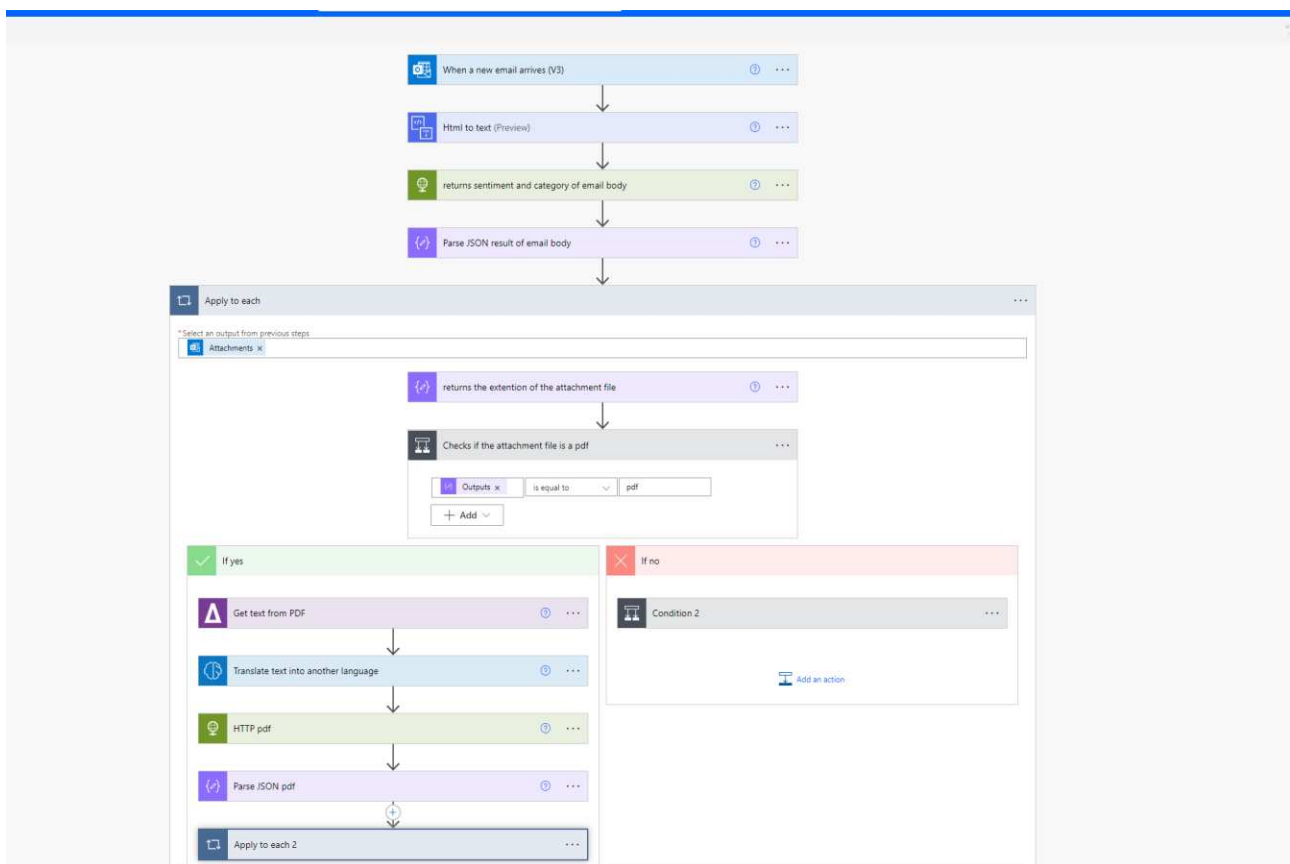 When a new email arrives (V3)
Html to text (Preview)
returns sentiment and category of email body
Parse JSON result of email body
Apply to each
*Select an output from previous steps
Attachments x
returns the extention of the attachment file
Checks if the attachment file is a pdf
Outputs x is equal to pdf
+ Add
If yes
If no
Get text from PDF
Condition 2
Translate text into another language
Add an action
HTTP pdf
Parse JSON pdf
Apply to each 2